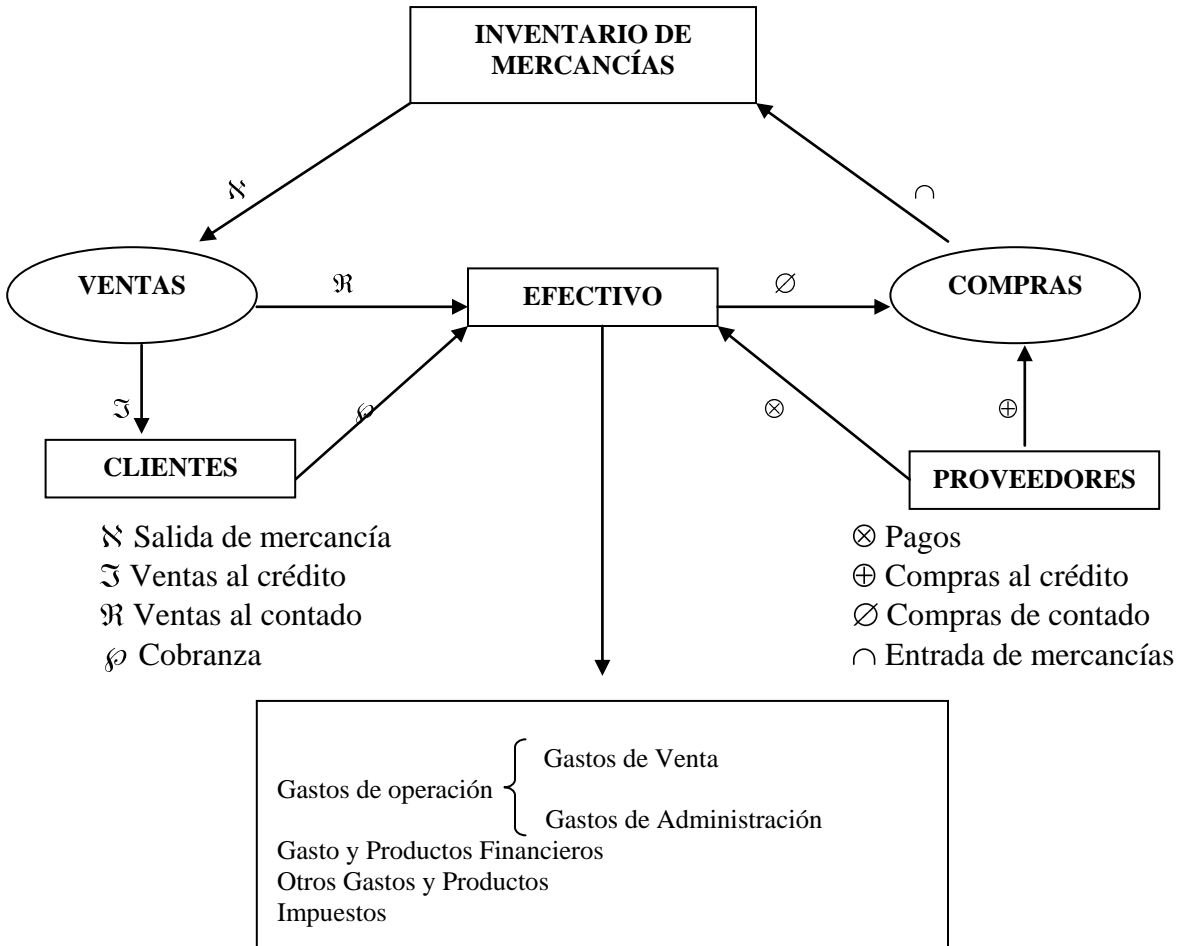 INVENTARIO DE
MERCANCÍAS
ℵ
∩
VENTAS
ℜ
EFECTIVO
∅
COMPRAS
ℑ
℘
⊗
⊕
CLIENTES
PROVEEDORES
ℵ Salida de mercancía
ℑ Ventas al crédito
ℜ Ventas al contado
℘ Cobranza
⊗ Pagos
⊕ Compras al crédito
∅ Compras de contado
∩ Entrada de mercancías
Gastos de Venta
Gastos de operación
Gastos de Administración
Gasto y Productos Financieros
Otros Gastos y Productos
Impuestos